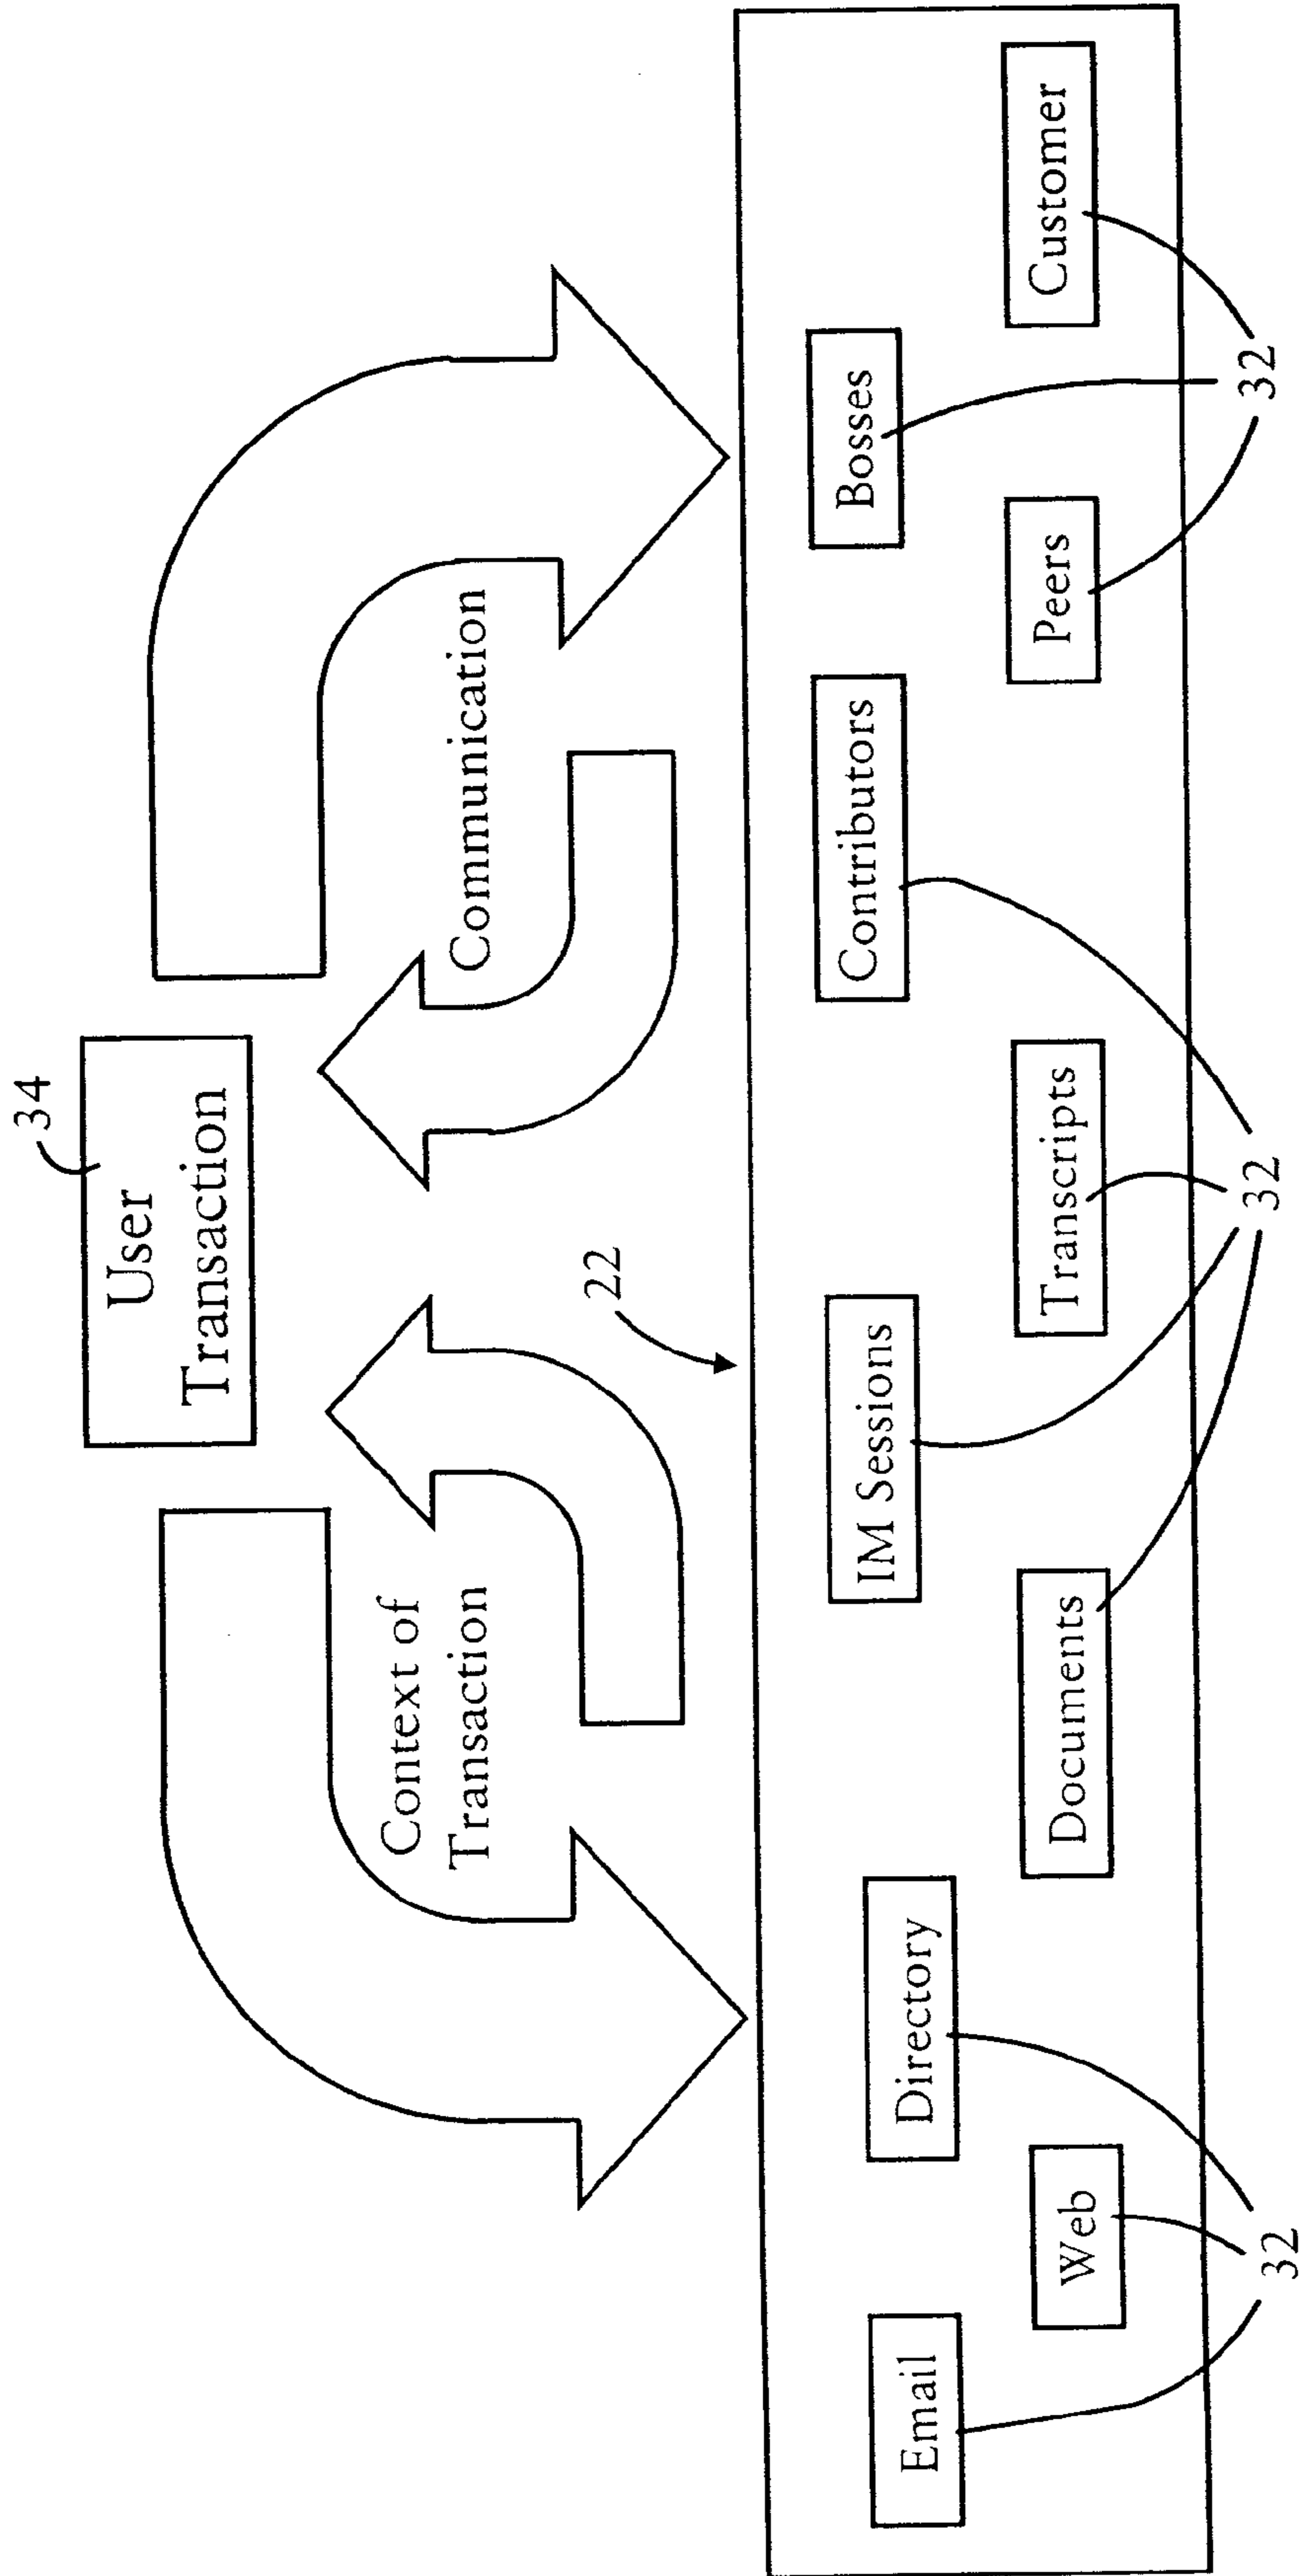 34
User
Transaction
Context of
Transaction
Communication
22
Email
Directory
IM Sessions
Contributors
Bosses
Web
Documents
Transcripts
Peers
Customer
32
32
32